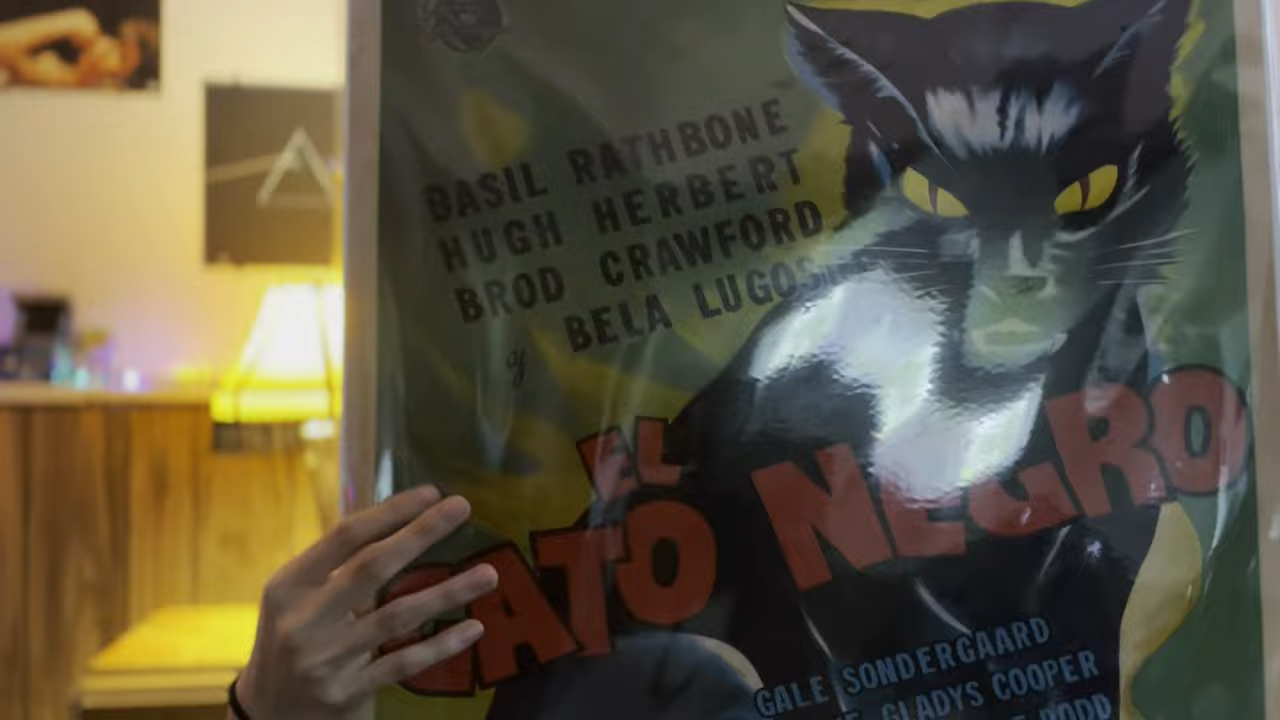 BASIL RATHBONE
HUGH HERBERT
BROD CRAWFORD
y BELA LUGOSI
EL
GATO NEGRO
GALE SONDERGAARD
GLADYS COOPER